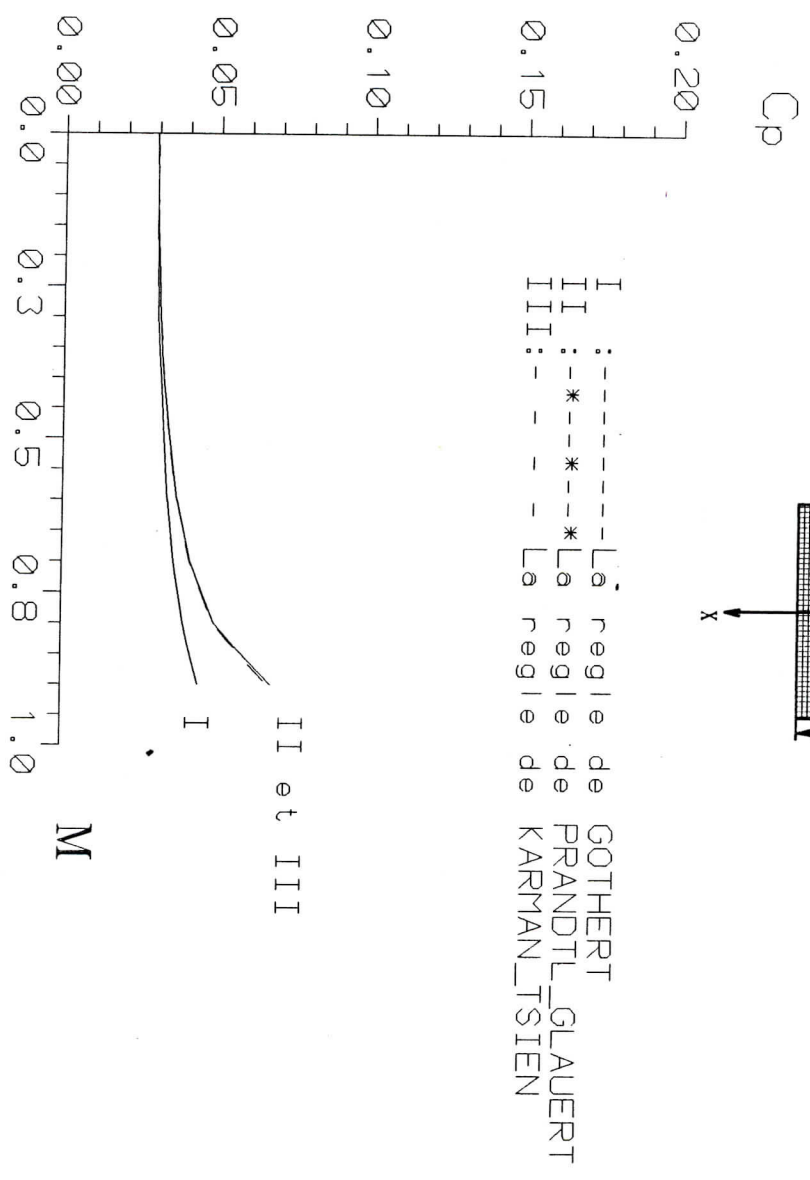 x
Cp
0.20
0.15
0.10
0.05
0.00
I : ------ La regle de GOTHERT
II : -*--*--* La regle de PRANDTL_GLAUERT
III : - - - - La regle de KARMAN_TSIEN
II et III
I
0.0
0.3
0.5
0.8
1.0
M